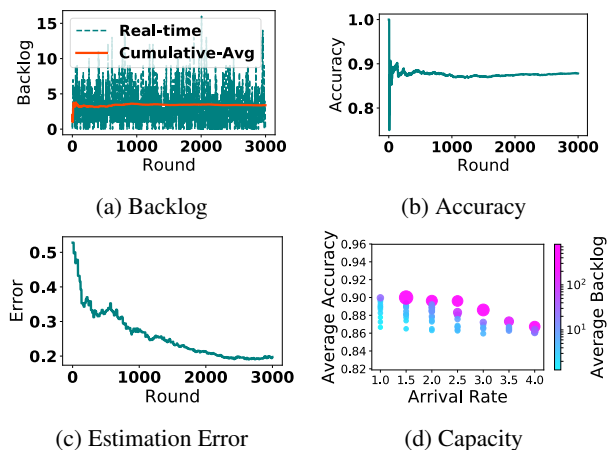 Backlog
15
10
5
0
Real-time
Cumulative-Avg
0 1000 2000 3000
Round
(a) Backlog
Accuracy
1.0
0.9
0.8
0 1000 2000 3000
Round
(b) Accuracy
Error
0.5
0.4
0.3
0.2
0 1000 2000 3000
Round
(c) Estimation Error
Average Accuracy
0.96
0.94
0.92
0.90
0.88
0.86
0.84
0.82
1.0 1.5 2.0 2.5 3.0 3.5 4.0
Arrival Rate
10²
10¹
Average Backlog
(d) Capacity